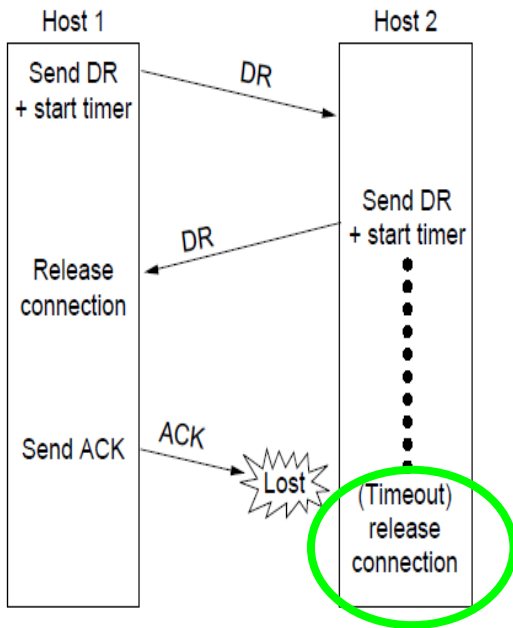 Host 1
Host 2
Send DR
+ start timer
DR
Send DR
+ start timer
DR
Release
connection
Send ACK
ACK
Lost
(Timeout)
release
connection